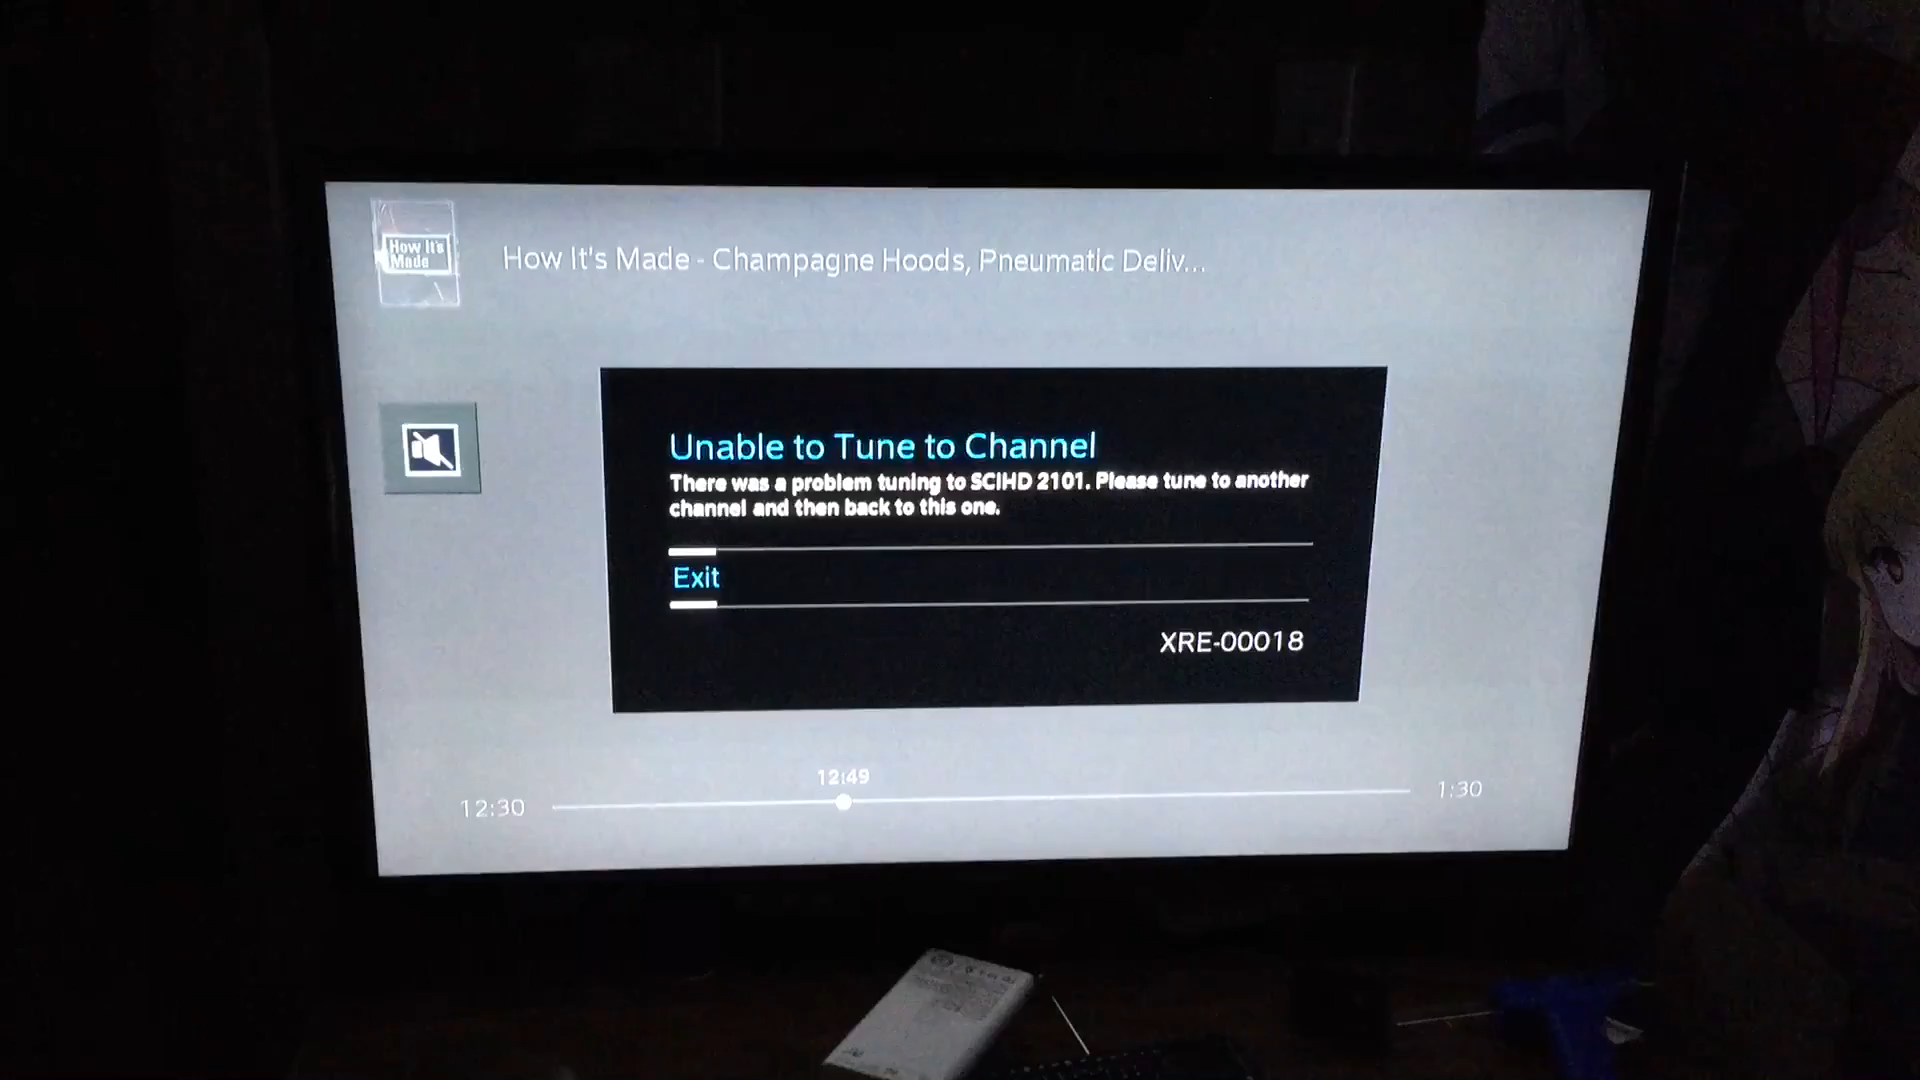 How It's
Made
How It's Made - Champagne Hoods, Pneumatic Deliv...
Unable to Tune to Channel
There was a problem tuning to SCIHD 2101. Please tune to another
channel and then back to this one.
Exit
XRE-00018
12:49
12:30
1:30